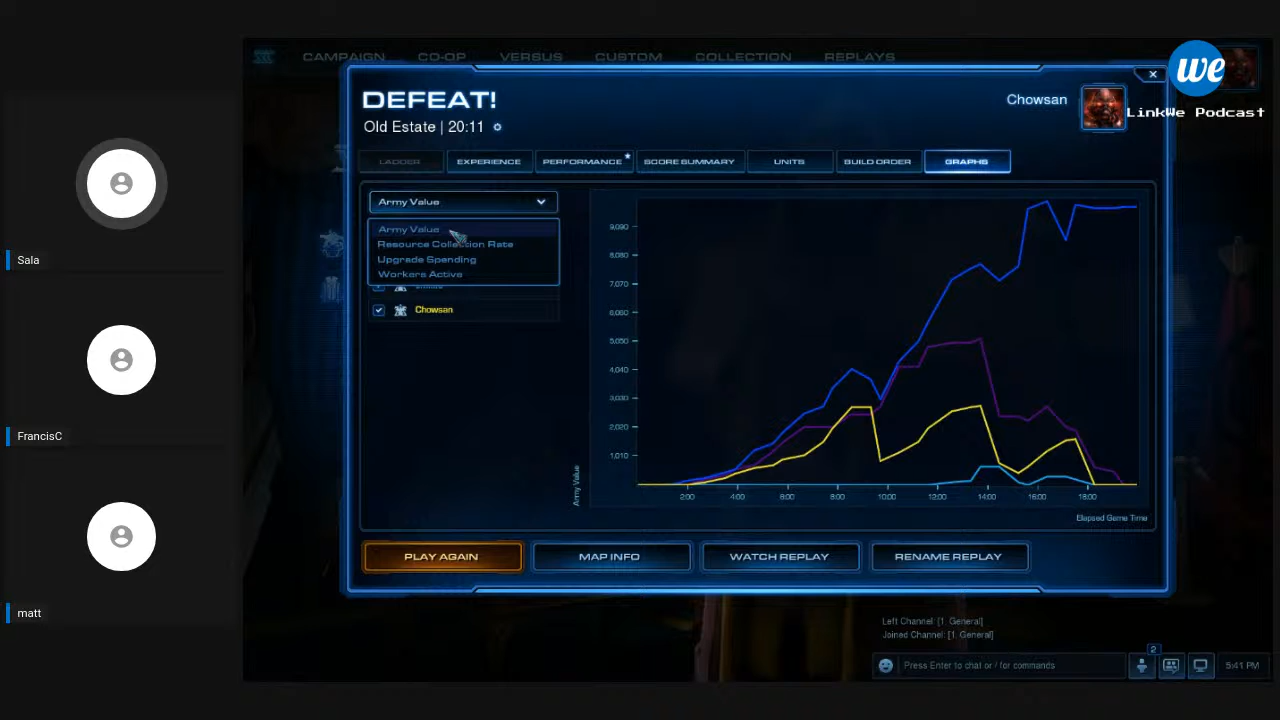 CAMPAIGN CO-OP VERSUS CUSTOM COLLECTION REPLAYS
we
LinkWe Podcast
DEFEAT!
Old Estate | 20:11
Chowsan
LADDER EXPERIENCE PERFORMANCE SCORE SUMMARY UNITS BUILD ORDER GRAPHS
Army Value
Army Value
Resource Collection Rate
Upgrade Spending
Workers Active
Chowsan
9,090
8,080
7,070
6,060
5,050
4,040
3,030
2,020
1,010
Army Value
2:00 4:00 6:00 8:00 10:00 12:00 14:00 16:00 18:00
Elapsed Game Time
PLAY AGAIN MAP INFO WATCH REPLAY RENAME REPLAY
Left Channel: [1. General]
Joined Channel: [1. General]
Press Enter to chat or / for commands
2
5:41 PM
Sala
FrancisC
matt